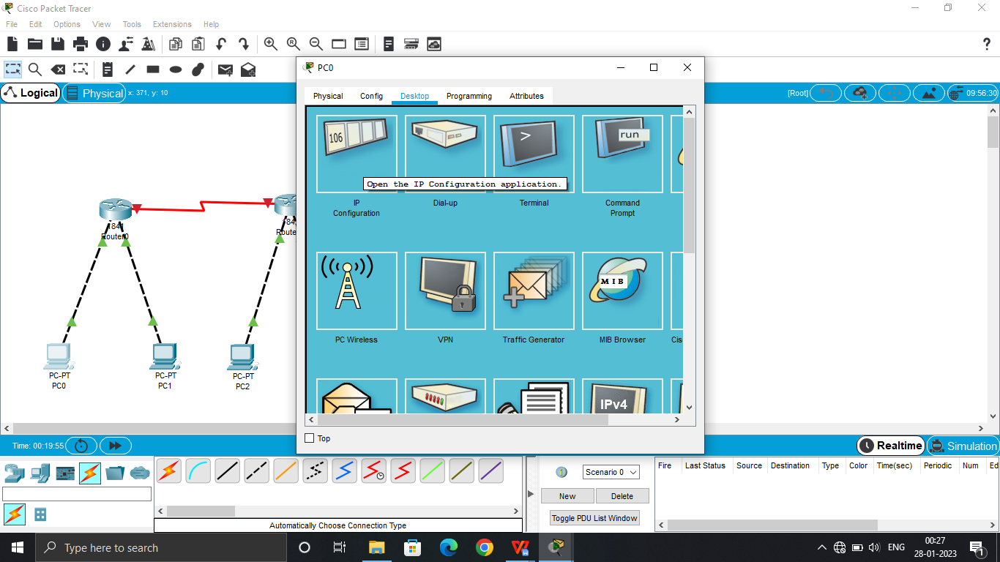 Cisco Packet Tracer
File Edit Options View Tools Extensions Help
PC0
Logical
Physical
x: 371, y: 10
[Root]
09:56:30
Physical Config Desktop Programming Attributes
106
>
run
Open the IP Configuration application.
IP
Configuration
Dial-up
Terminal
Command
Prompt
1841
Router0
184
Route
MIB
PC Wireless
VPN
Traffic Generator
MIB Browser
Cis
IPv4
PC-PT
PC0
PC-PT
PC1
PC-PT
PC2
Top
Time: 00:19:55
Realtime
Simulation
Scenario 0
New
Delete
Toggle PDU List Window
Fire Last Status Source Destination Type Color Time(sec) Periodic Num Ed
Automatically Choose Connection Type
Type here to search
ENG
00:27
28-01-2023
1